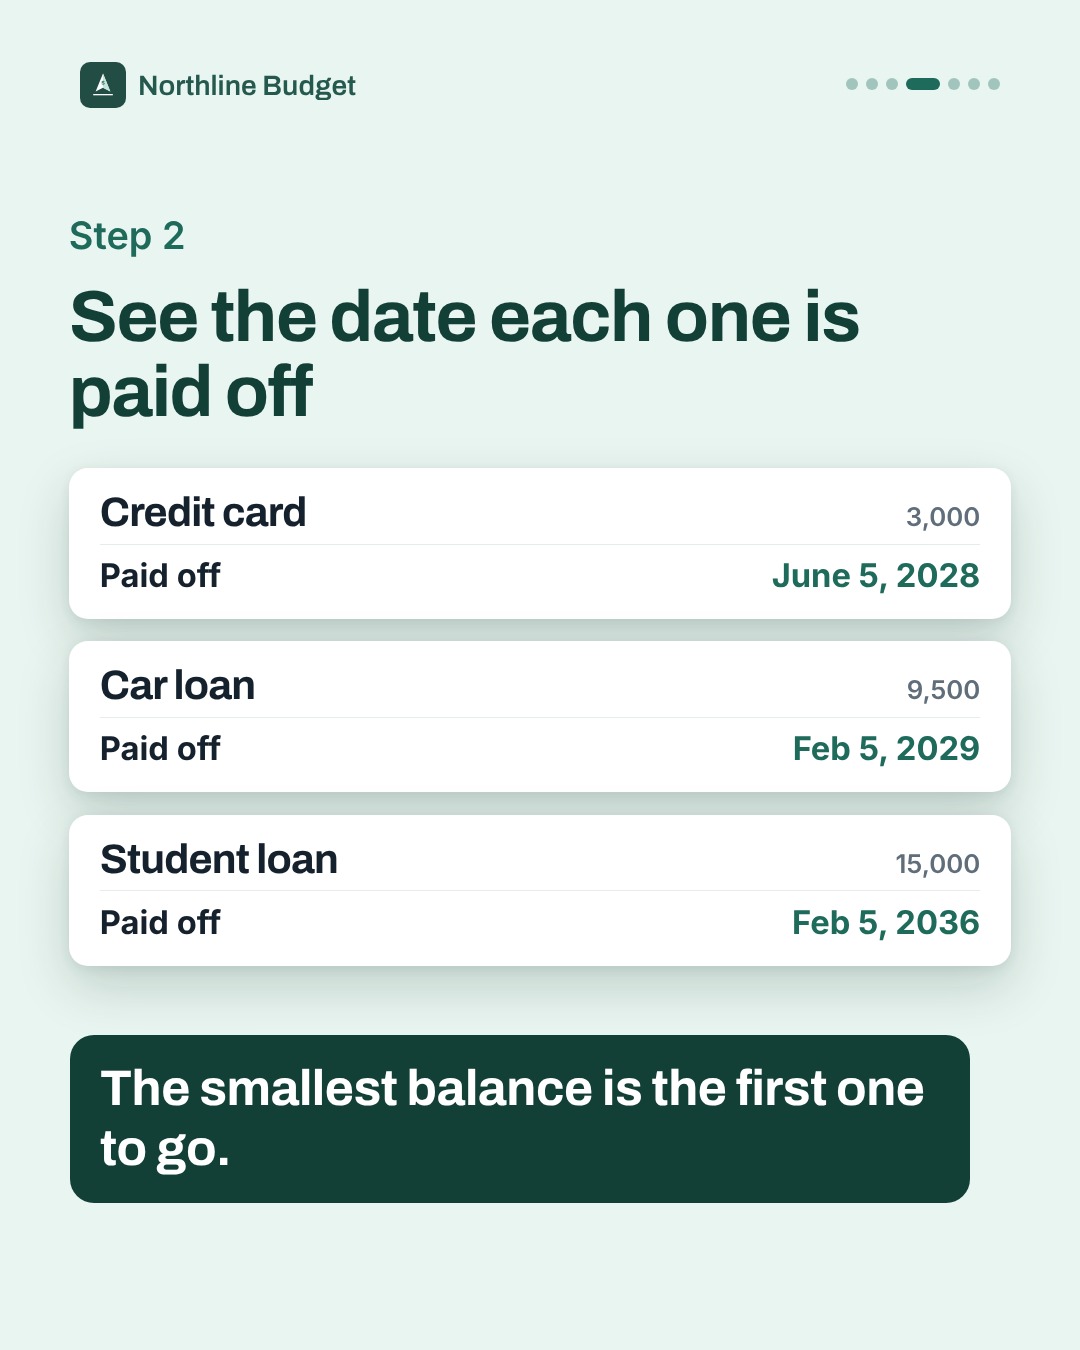 Northline Budget
Step 2
See the date each one is
paid off
Credit card 3,000
Paid off June 5, 2028
Car loan 9,500
Paid off Feb 5, 2029
Student loan 15,000
Paid off Feb 5, 2036
The smallest balance is the first one
to go.